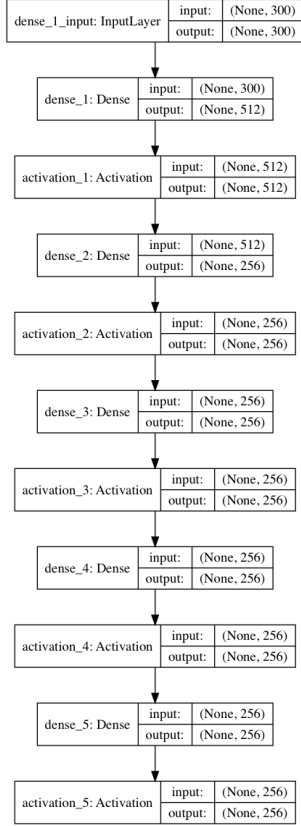 dense_1_input: InputLayer
input: (None, 300)
output: (None, 300)
dense_1: Dense
input: (None, 300)
output: (None, 512)
activation_1: Activation
input: (None, 512)
output: (None, 512)
dense_2: Dense
input: (None, 512)
output: (None, 256)
activation_2: Activation
input: (None, 256)
output: (None, 256)
dense_3: Dense
input: (None, 256)
output: (None, 256)
activation_3: Activation
input: (None, 256)
output: (None, 256)
dense_4: Dense
input: (None, 256)
output: (None, 256)
activation_4: Activation
input: (None, 256)
output: (None, 256)
dense_5: Dense
input: (None, 256)
output: (None, 256)
activation_5: Activation
input: (None, 256)
output: (None, 256)